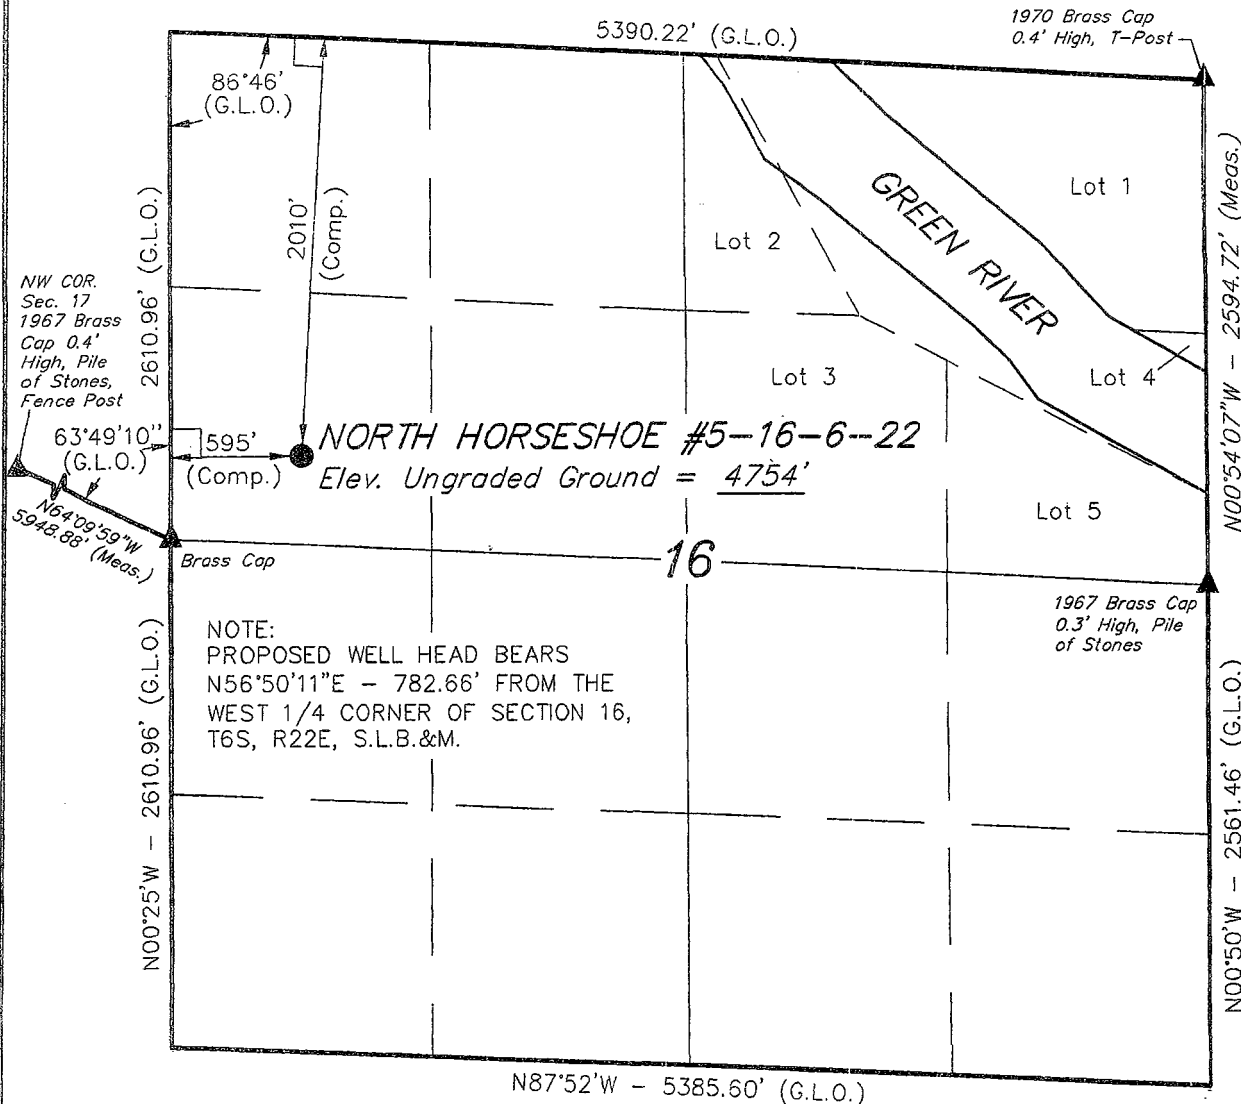 1970 Brass Cap
0.4' High, T-Post
5390.22' (G.L.O.)
86°46'
(G.L.O.)
Lot 1
GREEN RIVER
2010'
(Comp.)
Lot 2
2610.96' (G.L.O.)
N00°54'07"W - 2594.72' (Meas.)
NW COR.
Sec. 17
1967 Brass
Cap 0.4'
High, Pile
of Stones,
Fence Post
Lot 3
Lot 4
63°49'10"
(G.L.O.)
595'
(Comp.)
NORTH HORSESHOE #5-16-6-22
Elev. Ungraded Ground = 4754'
N64°09'59"W
5948.88' (Meas.)
Lot 5
Brass Cap
16
1967 Brass Cap
0.3' High, Pile
of Stones
NOTE:
PROPOSED WELL HEAD BEARS
N56°50'11"E - 782.66' FROM THE
WEST 1/4 CORNER OF SECTION 16,
T6S, R22E, S.L.B.&M.
N00°25'W - 2610.96' (G.L.O.)
N00°50'W - 2561.46' (G.L.O.)
N87°52'W - 5385.60' (G.L.O.)